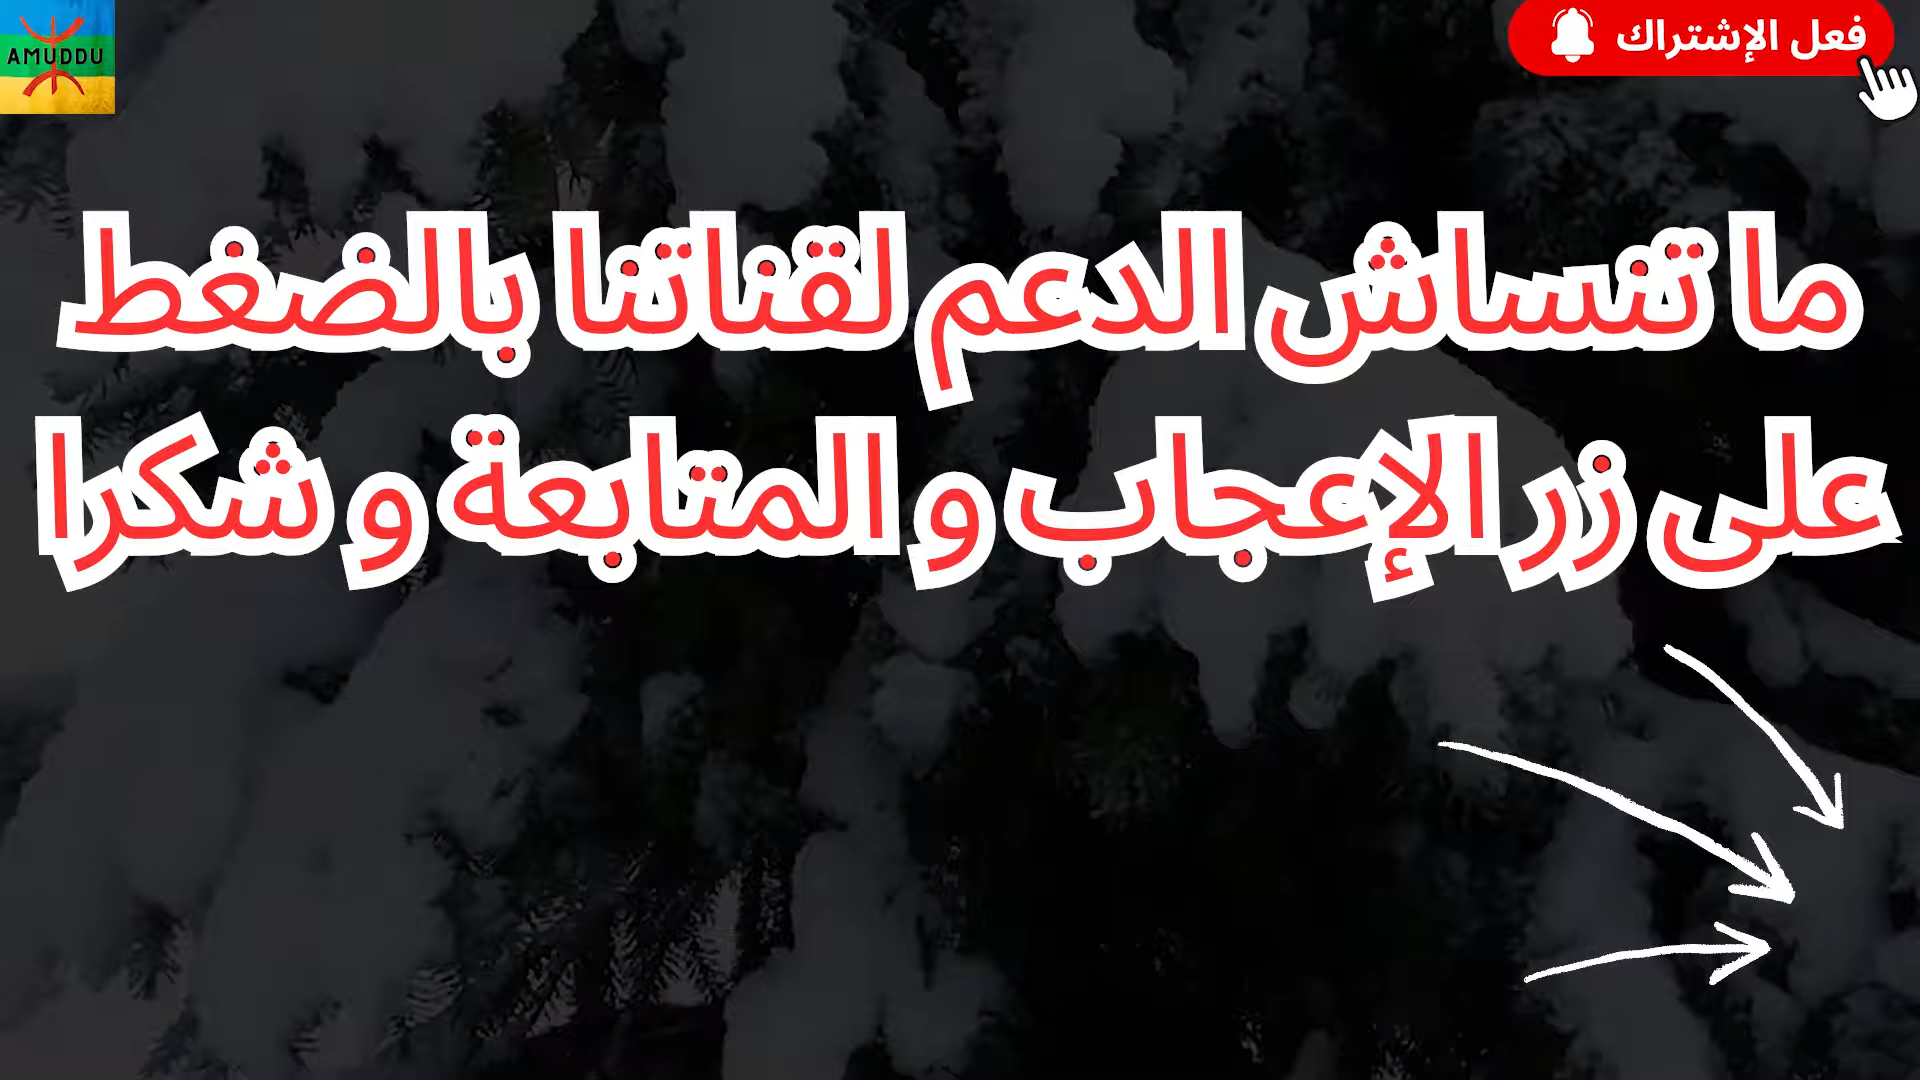 AMUDDU
فعل الإشتراك
ما تنساش الدعم لقناتنا بالضغط
على زر الإعجاب و المتابعة و شكرا